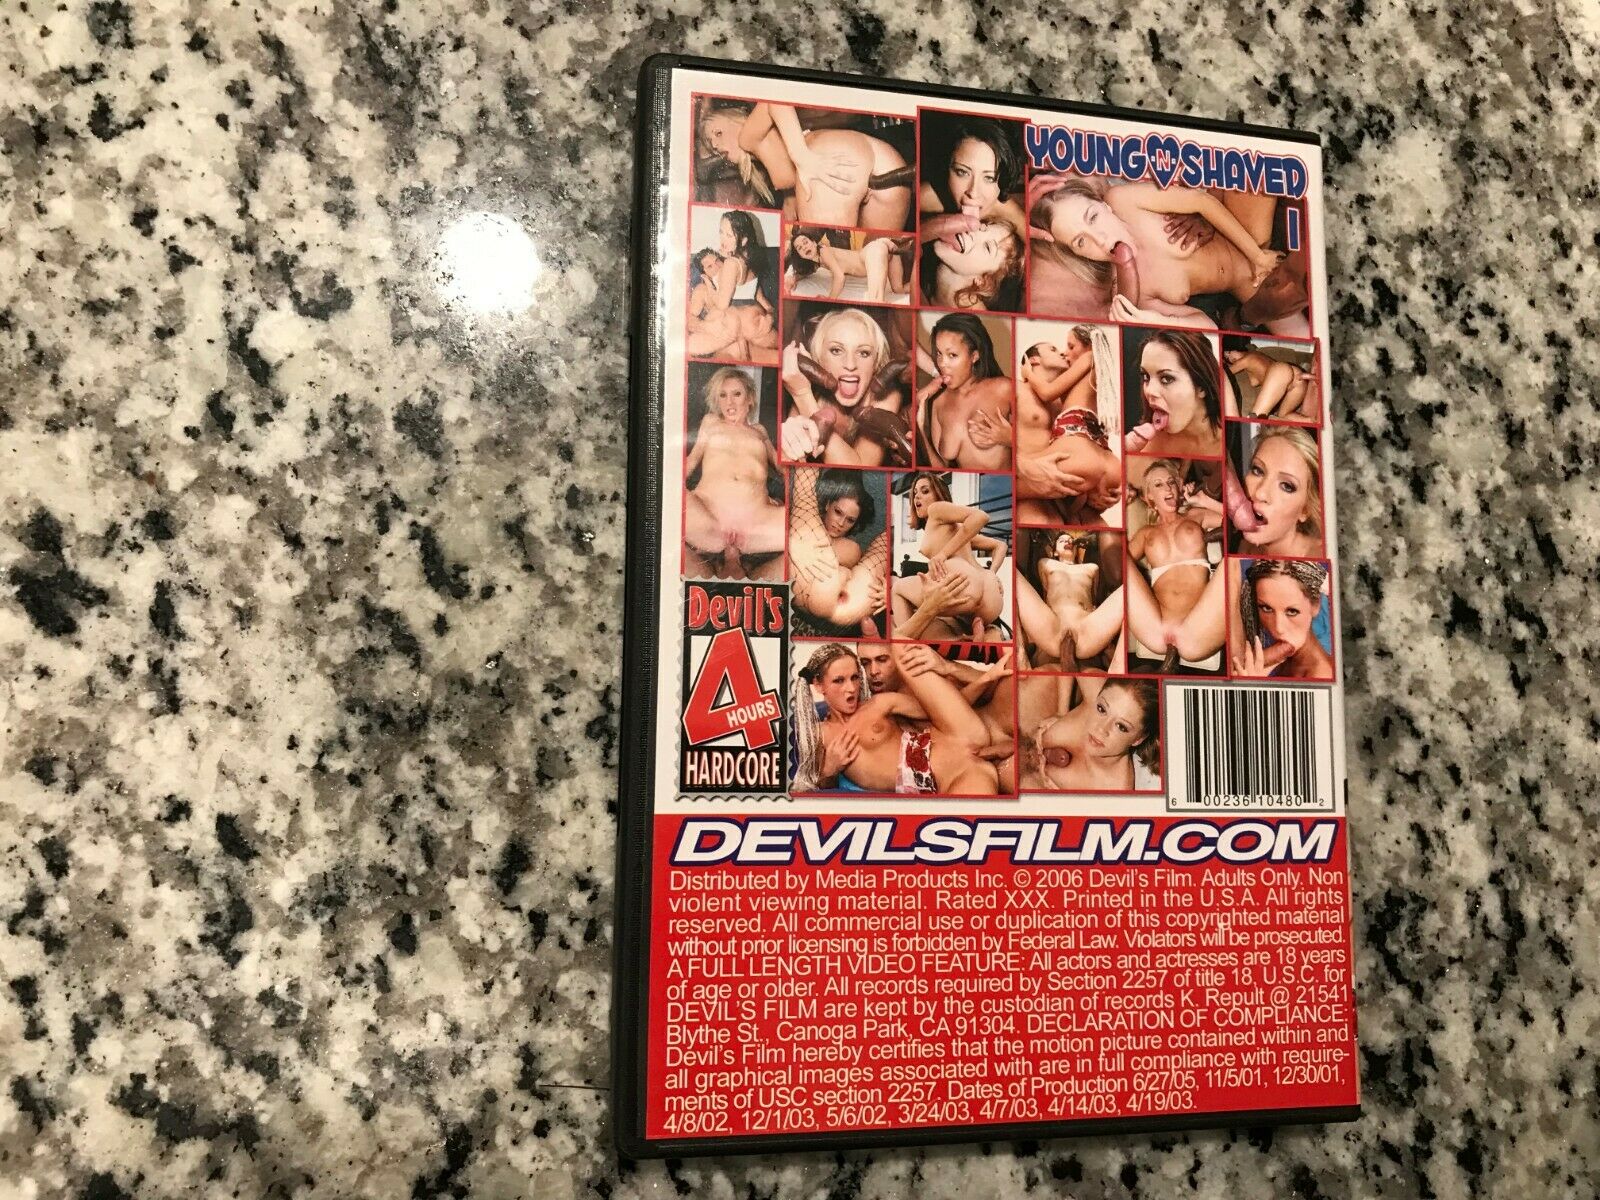 YOUNG -N- SHAVED
1
Devil's
4
HOURS
HARDCORE
6 00236 10480 2
DEVILSFILM.COM
Distributed by Media Products Inc. © 2006 Devil's Film. Adults Only. Non
violent viewing material. Rated XXX. Printed in the U.S.A. All rights
reserved. All commercial use or duplication of this copyrighted material
without prior licensing is forbidden by Federal Law. Violators will be prosecuted.
A FULL LENGTH VIDEO FEATURE: All actors and actresses are 18 years
of age or older. All records required by Section 2257 of title 18, U.S.C. for
DEVIL'S FILM are kept by the custodian of records K. Repult @ 21541
Blythe St., Canoga Park, CA 91304. DECLARATION OF COMPLIANCE:
Devil's Film hereby certifies that the motion picture contained within and
all graphical images associated with are in full compliance with require-
ments of USC section 2257. Dates of Production 6/27/05, 11/5/01, 12/30/01,
4/8/02, 12/1/03, 5/6/02, 3/24/03, 4/7/03, 4/14/03, 4/19/03.